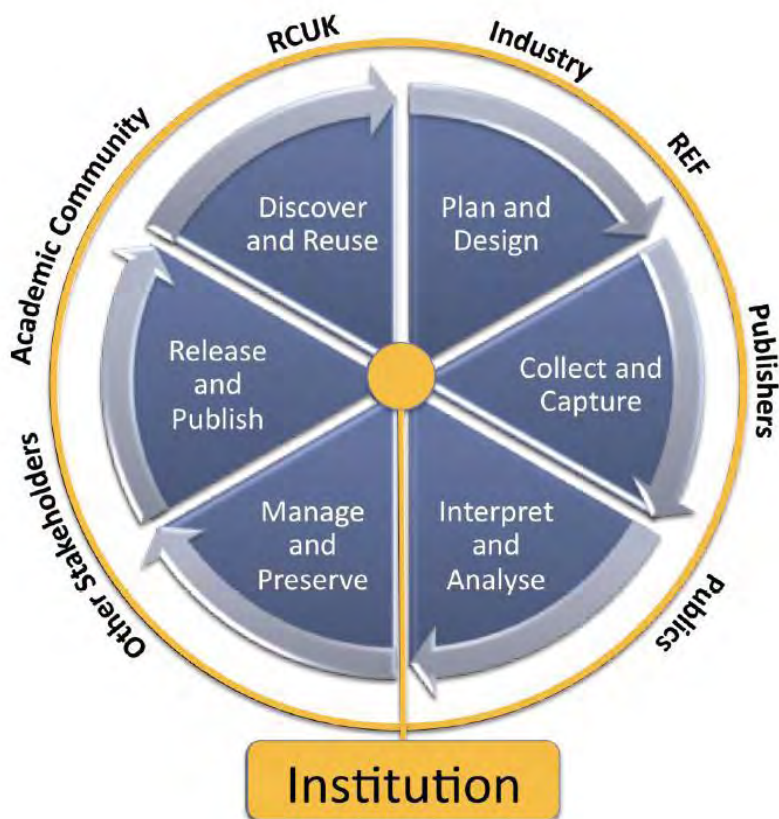 RCUK
Industry
REF
Publishers
Publics
Other Stakeholders
Academic Community
Discover
and Reuse
Plan and
Design
Collect and
Capture
Interpret
and
Analyse
Manage
and
Preserve
Release
and
Publish
Institution